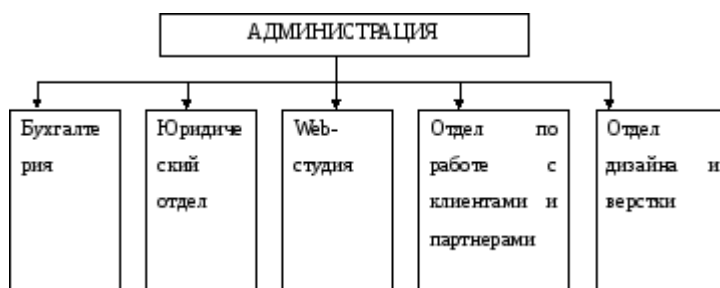 АДМИНИСТРАЦИЯ
Бухгалте
рия
Юридиче
ский
отдел
Web-
студия
Отдел по
работе с
клиентами и
партнерами
Отдел
дизайна и
верстки